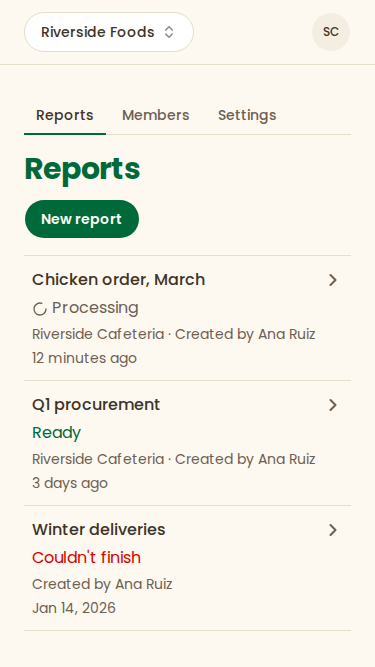 Riverside Foods
SC
Reports Members Settings
Reports
New report
Chicken order, March
Processing
Riverside Cafeteria · Created by Ana Ruiz
12 minutes ago
Q1 procurement
Ready
Riverside Cafeteria · Created by Ana Ruiz
3 days ago
Winter deliveries
Couldn't finish
Created by Ana Ruiz
Jan 14, 2026